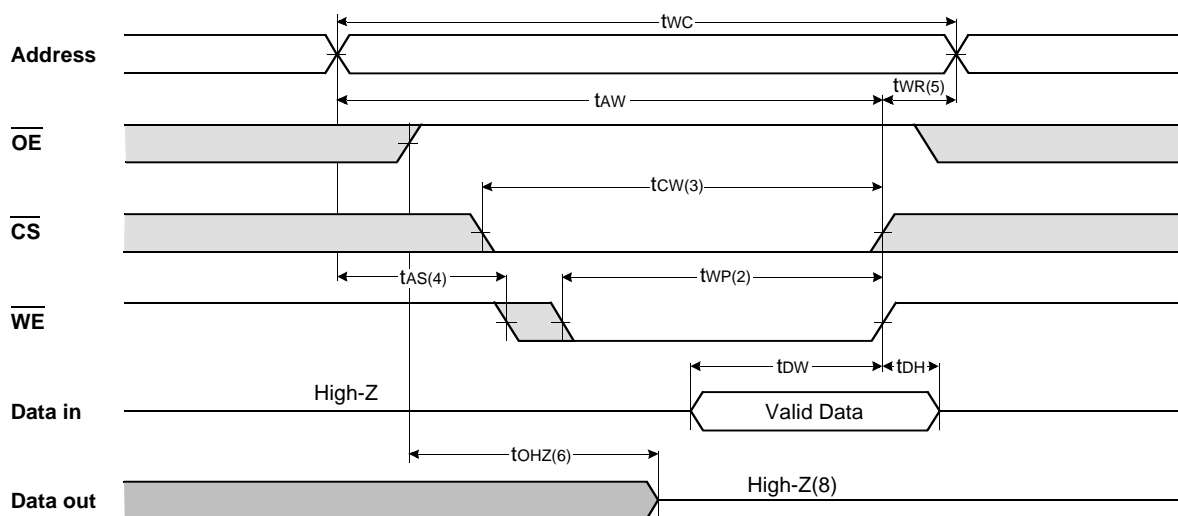 tWC
Address
tAW
tWR(5)
OE
tCW(3)
CS
tAS(4)
tWP(2)
WE
tDW
tDH
High-Z
Data in
Valid Data
tOHZ(6)
High-Z(8)
Data out